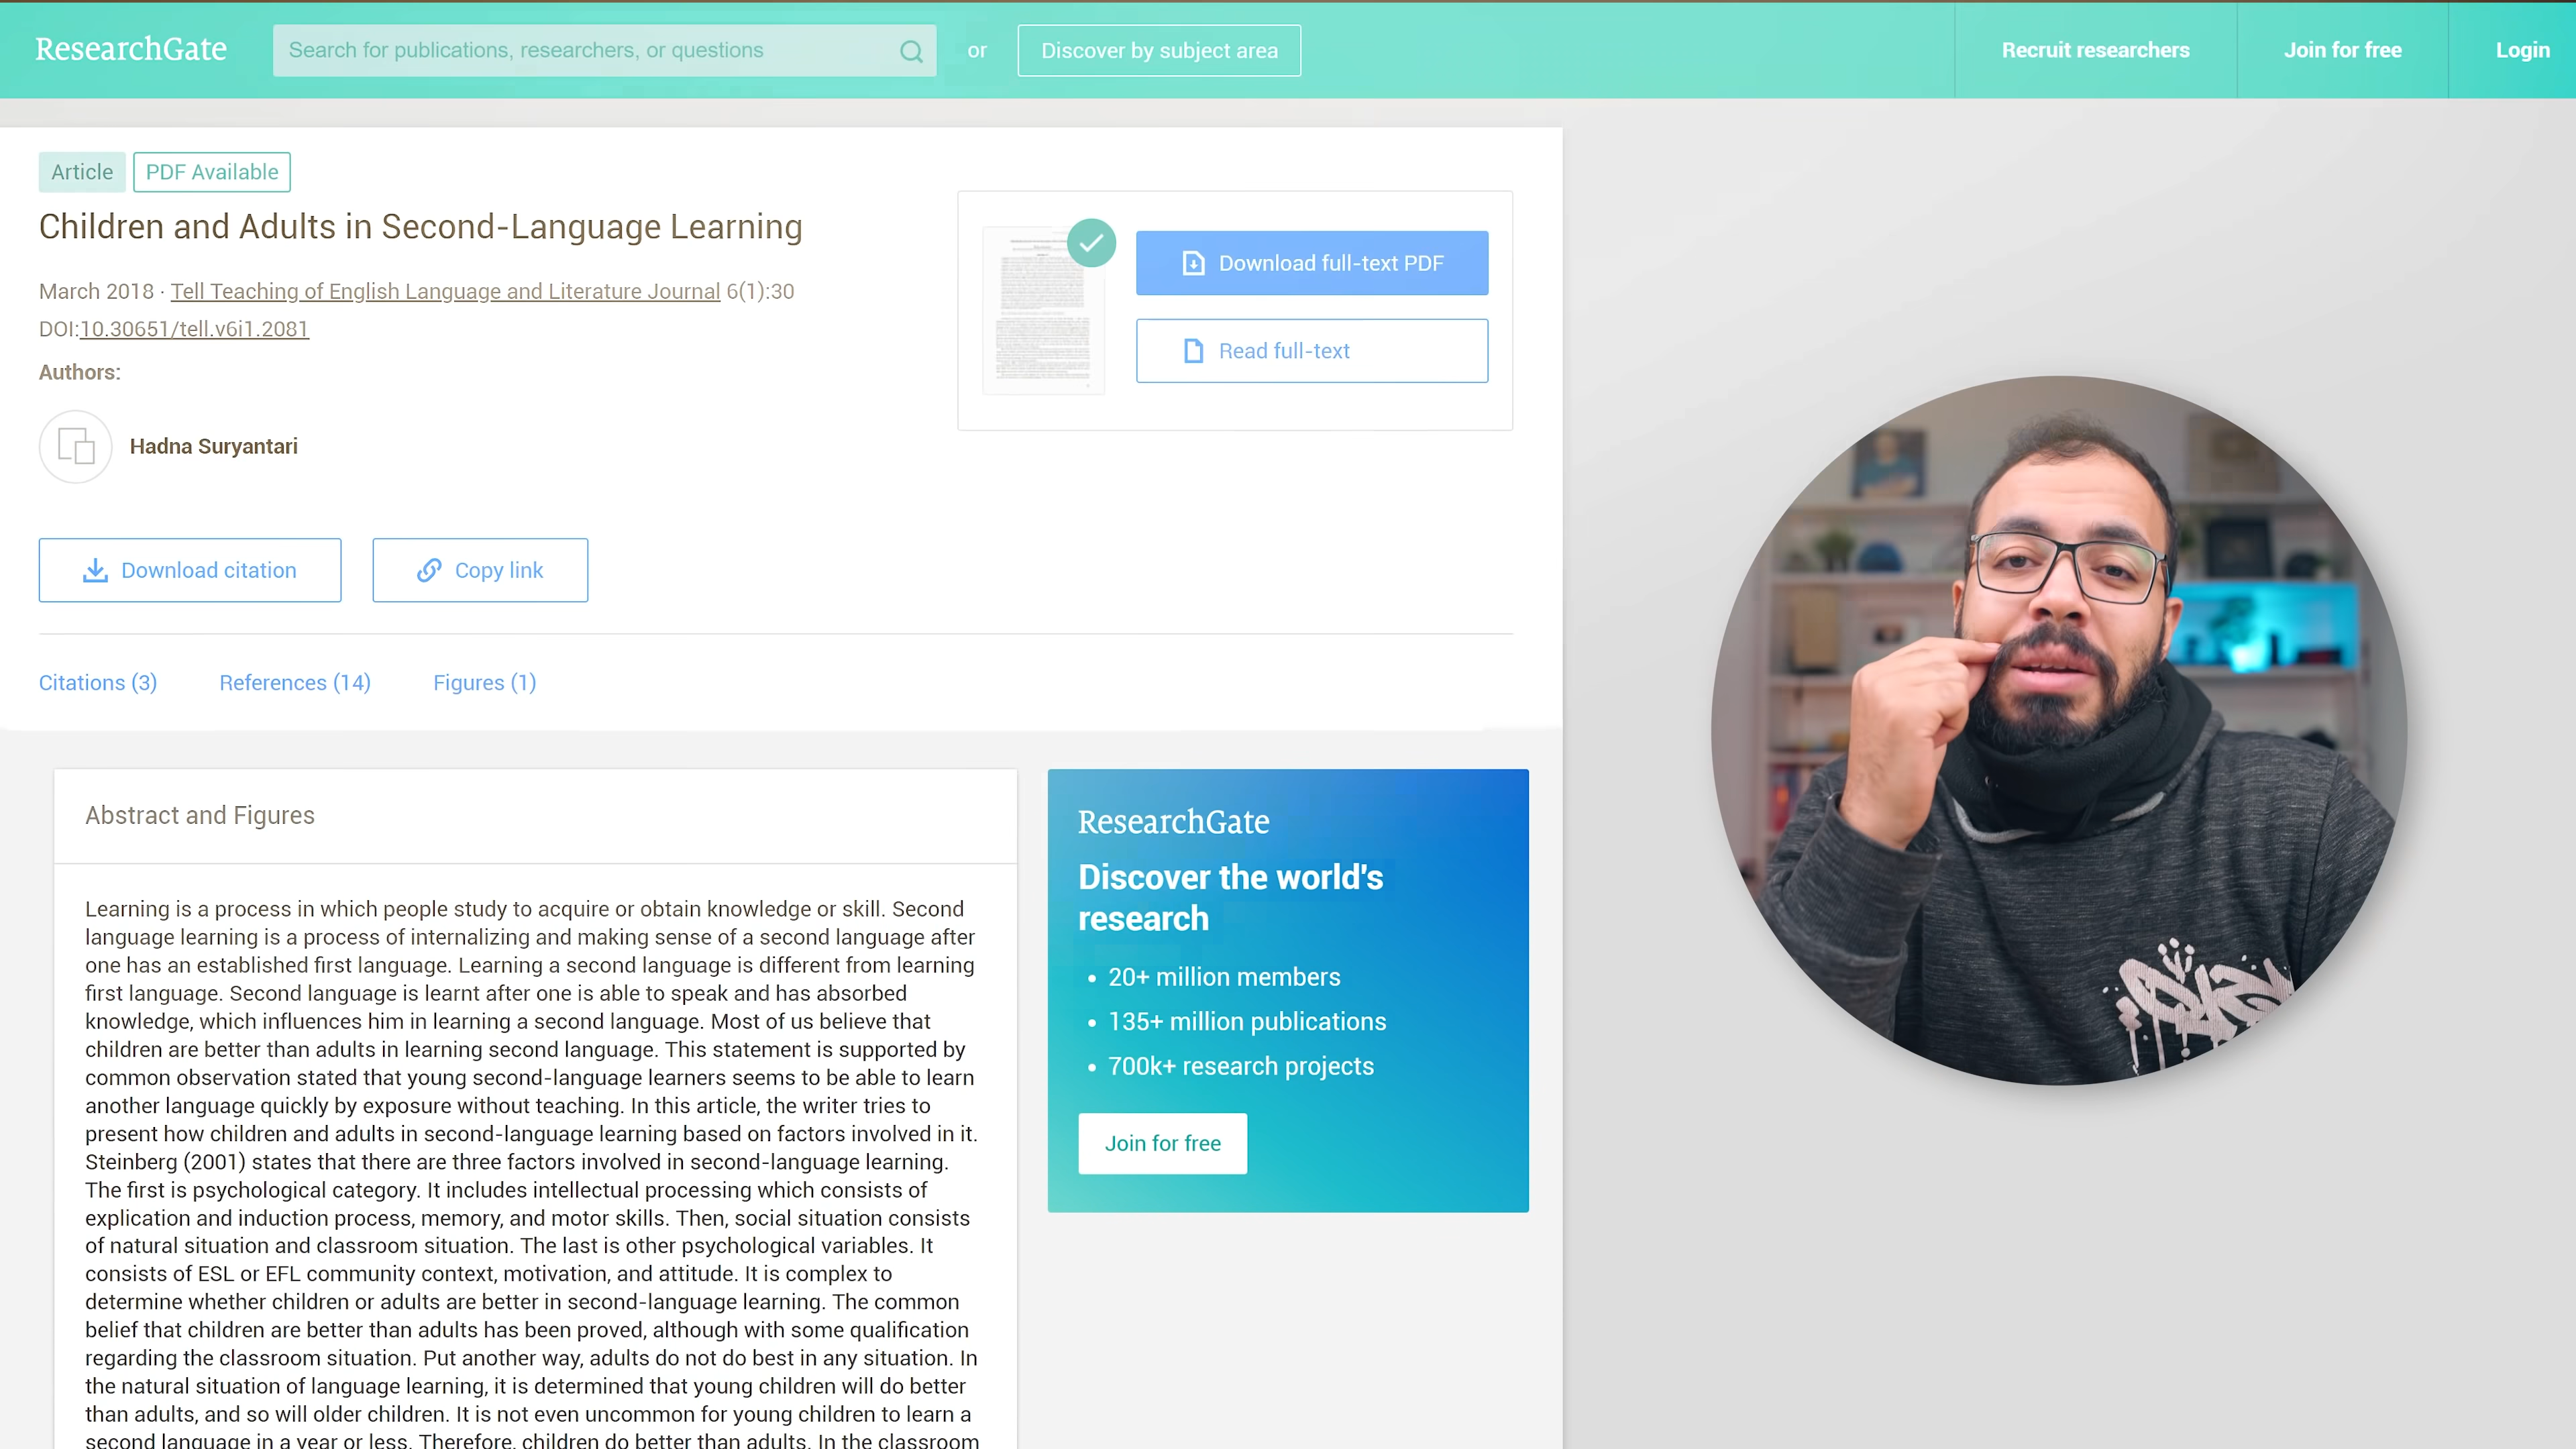 ResearchGate
Search for publications, researchers, or questions
or
Discover by subject area
Recruit researchers
Join for free
Login
Article
PDF Available
Children and Adults in Second-Language Learning
March 2018 · Tell Teaching of English Language and Literature Journal 6(1):30
DOI:10.30651/tell.v6i1.2081
Authors:
Hadna Suryantari
Download full-text PDF
Read full-text
Download citation
Copy link
Citations (3)
References (14)
Figures (1)
Abstract and Figures
Learning is a process in which people study to acquire or obtain knowledge or skill. Second
language learning is a process of internalizing and making sense of a second language after
one has an established first language. Learning a second language is different from learning
first language. Second language is learnt after one is able to speak and has absorbed
knowledge, which influences him in learning a second language. Most of us believe that
children are better than adults in learning second language. This statement is supported by
common observation stated that young second-language learners seems to be able to learn
another language quickly by exposure without teaching. In this article, the writer tries to
present how children and adults in second-language learning based on factors involved in it.
Steinberg (2001) states that there are three factors involved in second-language learning.
The first is psychological category. It includes intellectual processing which consists of
explication and induction process, memory, and motor skills. Then, social situation consists
of natural situation and classroom situation. The last is other psychological variables. It
consists of ESL or EFL community context, motivation, and attitude. It is complex to
determine whether children or adults are better in second-language learning. The common
belief that children are better than adults has been proved, although with some qualification
regarding the classroom situation. Put another way, adults do not do best in any situation. In
the natural situation of language learning, it is determined that young children will do better
than adults, and so will older children. It is not even uncommon for young children to learn a
second language in a year or less. Therefore, children do better than adults. In the classroom
ResearchGate
Discover the world's
research
• 20+ million members
• 135+ million publications
• 700k+ research projects
Join for free